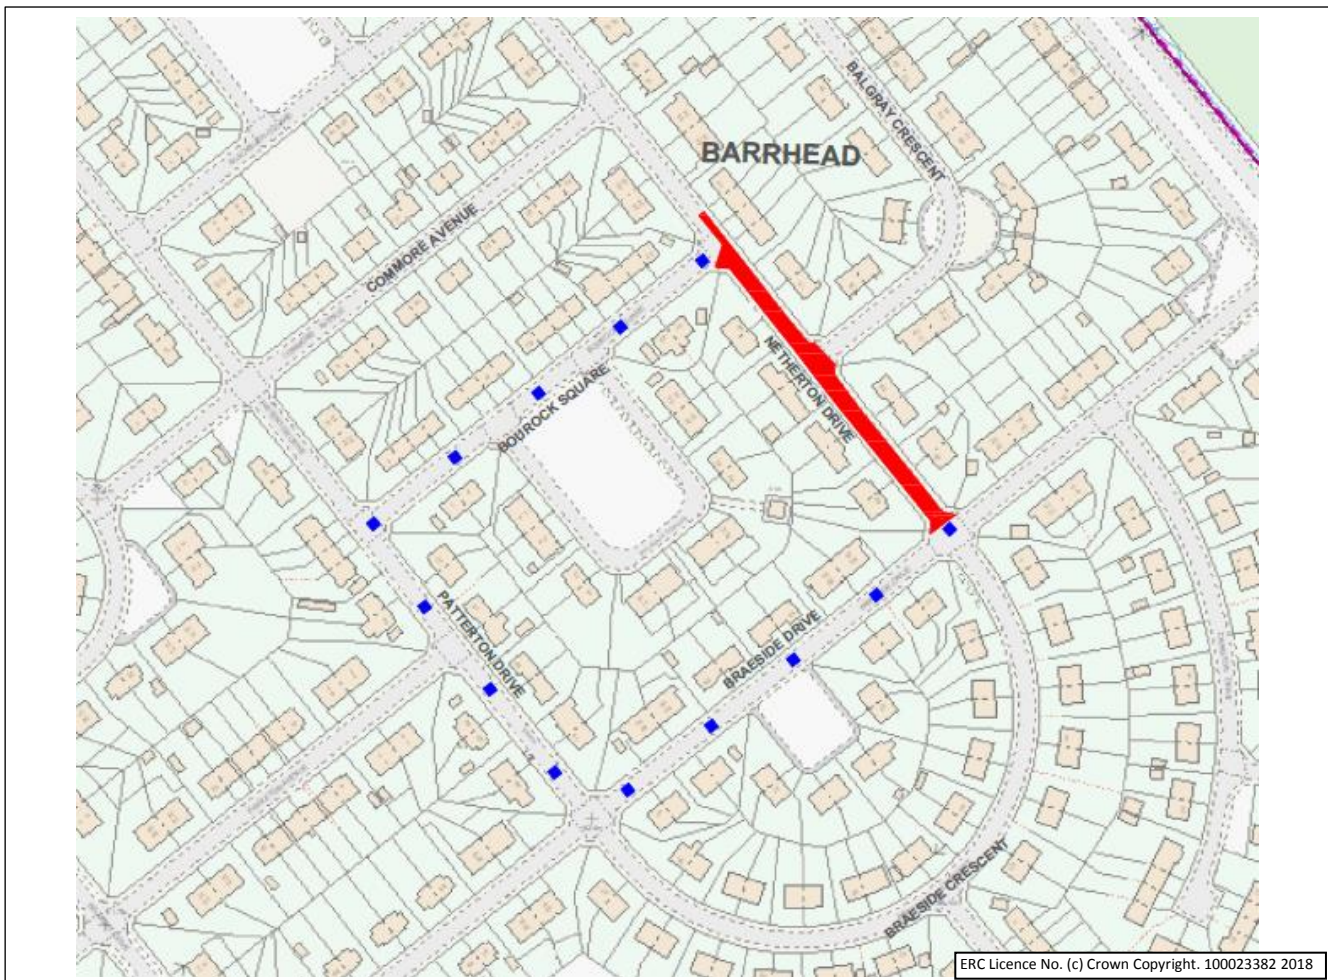 BALGRAY CRESCENT
BARRHEAD
COMMORE AVENUE
NETHERTON DRIVE
BOUROCK SQUARE
PATTERTON DRIVE
BRAESIDE DRIVE
BRAESIDE CRESCENT
ERC Licence No. (c) Crown Copyright. 100023382 2018